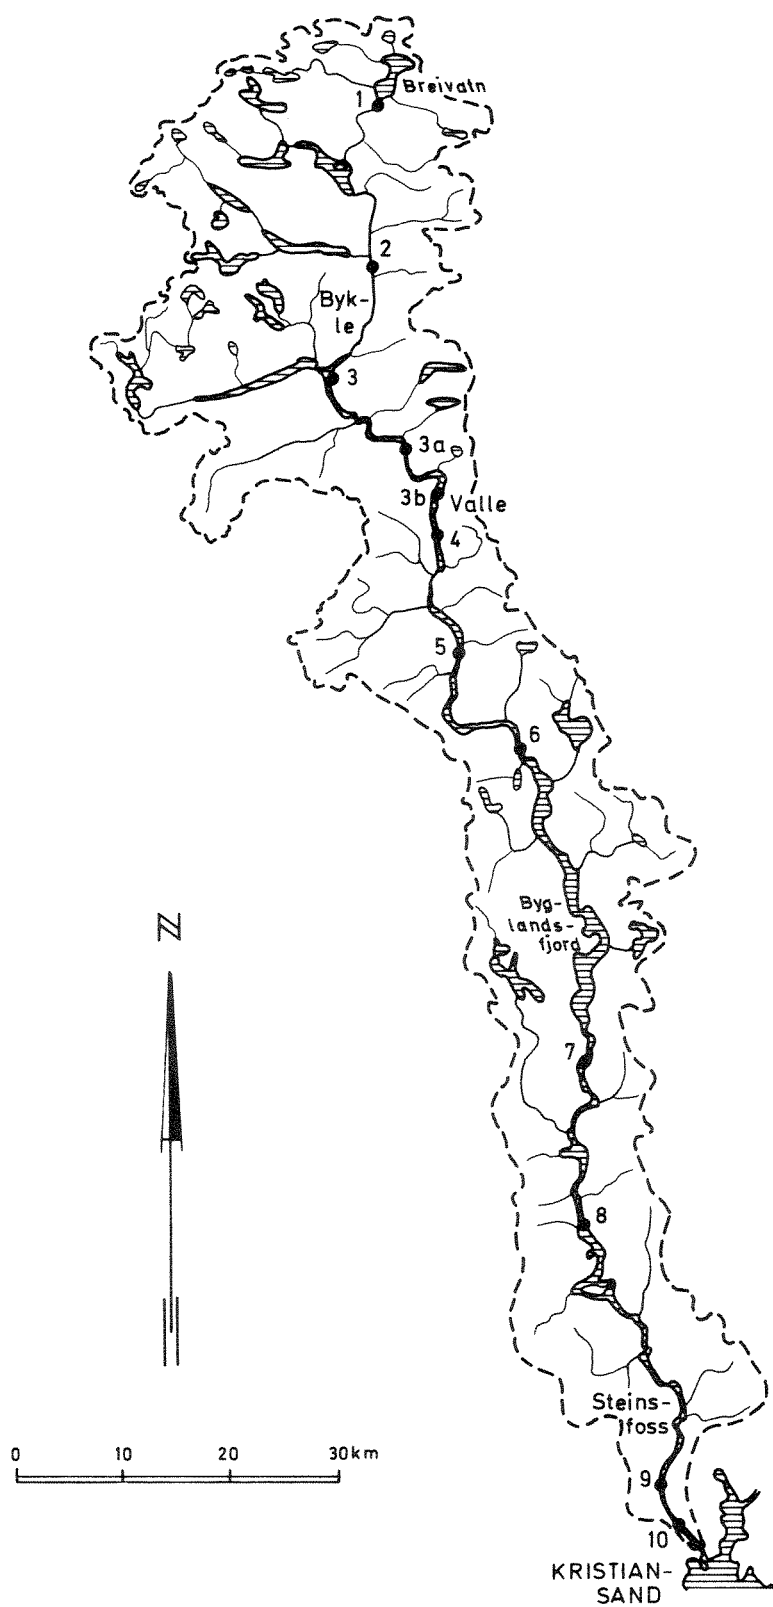 Breivatn
1
2
Byk-
le
3
3a
3b
Valle
4
5
6
Byg-
lands-
fjord
N
7
8
Steins-
foss
0 10 20 30km
9
10
KRISTIAN-
SAND